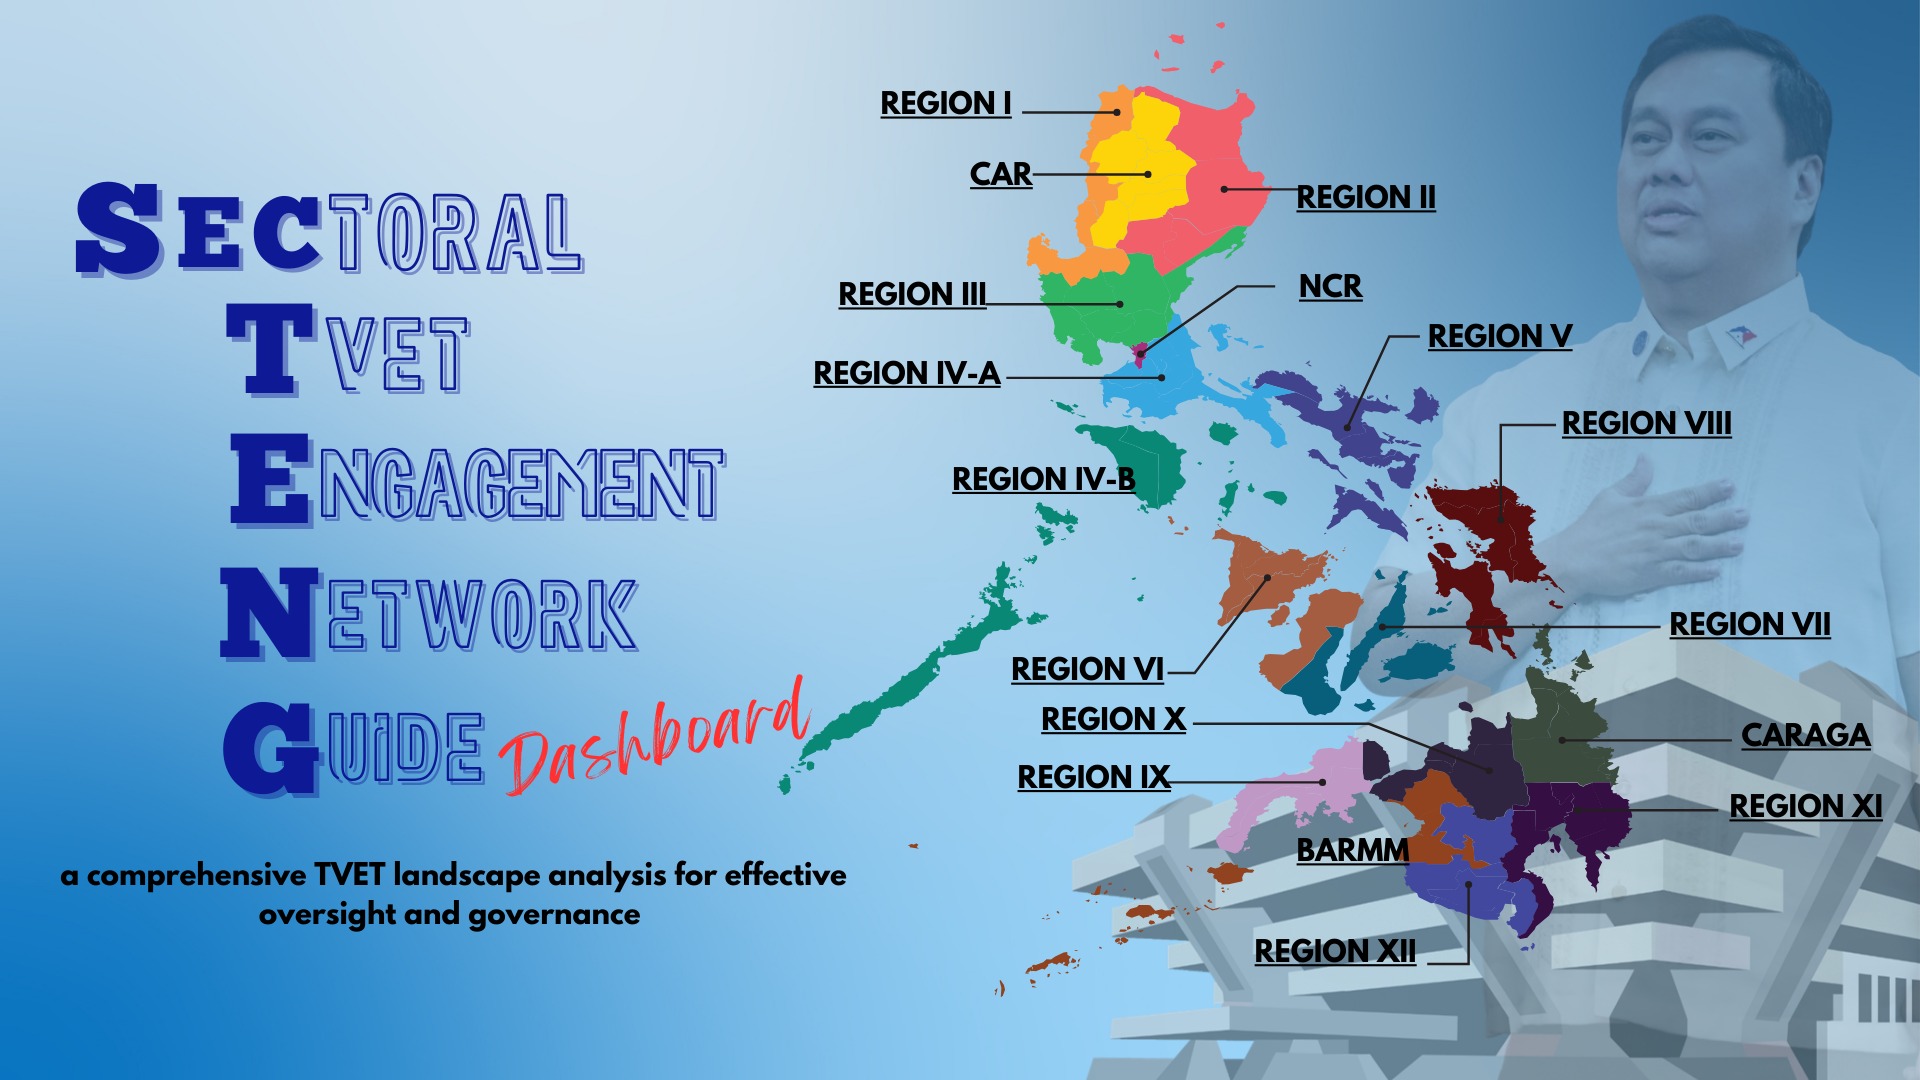 SECTORAL
TVET
ENGAGEMENT
NETWORK
GUIDE Dashboard
a comprehensive TVET landscape analysis for effective
oversight and governance
REGION I
CAR
REGION II
REGION III
NCR
REGION IV-A
REGION V
REGION VIII
REGION IV-B
REGION VII
REGION VI
REGION X
CARAGA
REGION IX
REGION XI
BARMM
REGION XII